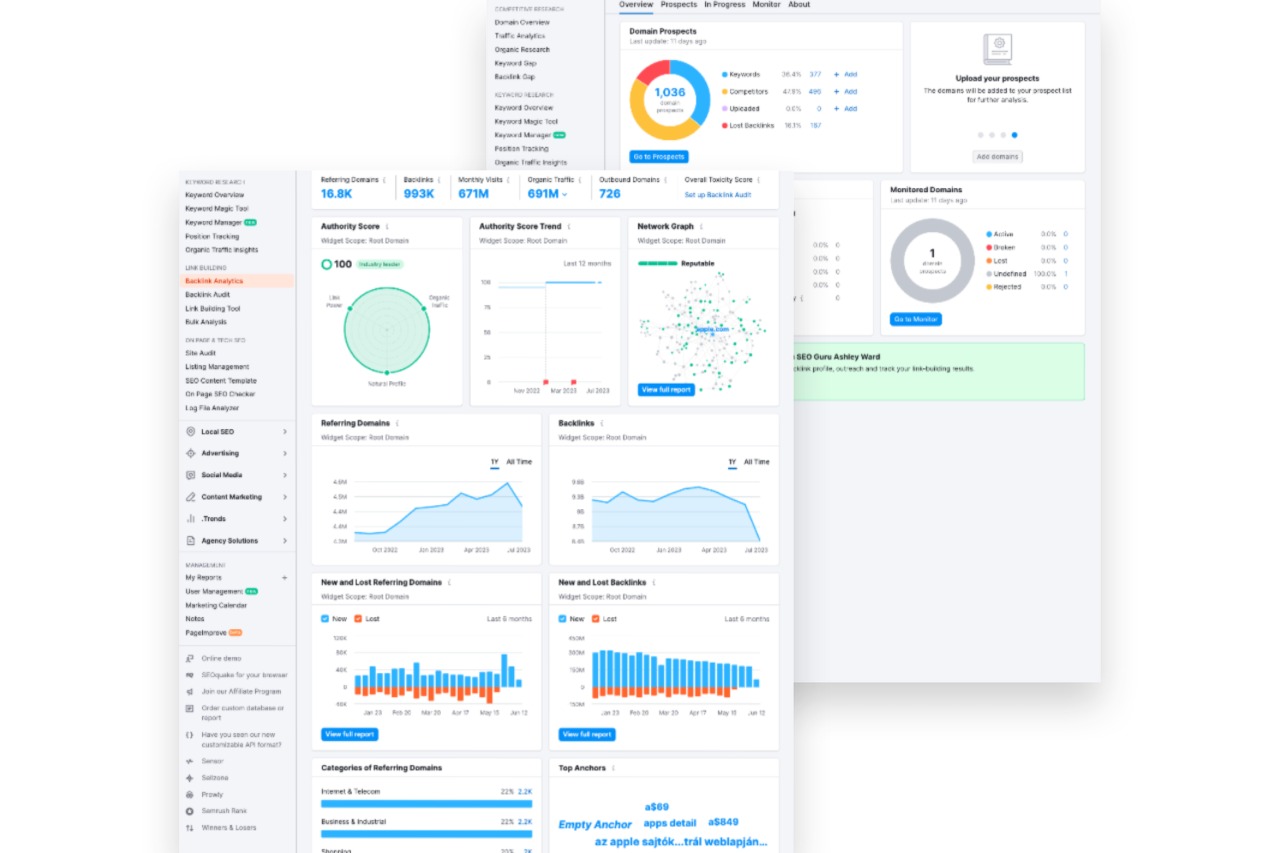 COMPETITIVE RESEARCH
Domain Overview
Traffic Analytics
Organic Research
Keyword Gap
Backlink Gap
KEYWORD RESEARCH
Keyword Overview
Keyword Magic Tool
Keyword Manager
Position Tracking
Organic Traffic Insights
Overview Prospects In Progress Monitor About
Domain Prospects
Last update: 11 days ago
1,036
domain
prospects
Keywords 36.4% 377 + Add
Competitors 47.8% 496 + Add
Uploaded 0.0% 0 + Add
Lost Backlinks 16.1% 167
Go to Prospects
Upload your prospects
The domains will be added to your prospect list
for further analysis.
Add domains
0.0% 0
0.0% 0
0.0% 0
0.0% 0
0
Monitored Domains
Last update: 11 days ago
1
domain
prospects
Active 0.0% 0
Broken 0.0% 0
Lost 0.0% 0
Undefined 100.0% 1
Rejected 0.0% 0
Go to Monitor
SEO Guru Ashley Ward
profile, outreach and track your link-building results.
KEYWORD RESEARCH
Keyword Overview
Keyword Magic Tool
Keyword Manager
Position Tracking
Organic Traffic Insights
LINK BUILDING
Backlink Analytics
Backlink Audit
Link Building Tool
Bulk Analysis
ON PAGE & TECH SEO
Site Audit
Listing Management
SEO Content Template
On Page SEO Checker
Log File Analyzer
Local SEO
Advertising
Social Media
Content Marketing
.Trends
Agency Solutions
MANAGEMENT
My Reports +
User Management
Marketing Calendar
Notes
PageImprove
Online demo
SEOquake for your browser
Join our Affiliate Program
Order custom database or
report
Have you seen our new
customizable API format?
Sensor
Sellzone
Prowly
Semrush Rank
Winners & Losers
Referring Domains Backlinks Monthly Visits Organic Traffic Outbound Domains Overall Toxicity Score
16.8K 993K 671M 691M 726 Set up Backlink Audit
Authority Score
Widget Scope: Root Domain
100 Industry leader
Link
Power
Organic
Traffic
Natural Profile
Authority Score Trend
Widget Scope: Root Domain
Last 12 months
100
75
50
25
0
Nov 2022 Mar 2023 Jul 2023
Network Graph
Widget Scope: Root Domain
Reputable
apple.com
View full report
Referring Domains
Widget Scope: Root Domain
1Y All Time
4.5M
4.4M
Oct 2022 Jan 2023 Apr 2023 Jul 2023
Backlinks
Widget Scope: Root Domain
1Y All Time
9B
8.7B
8.4B
Oct 2022 Jan 2023 Apr 2023 Jul 2023
New and Lost Referring Domains
Widget Scope: Root Domain
New Lost Last 6 months
40K
0
Jan 23 Feb 20 Mar 20 Apr 17 May 15 Jun 12
View full report
New and Lost Backlinks
Widget Scope: Root Domain
New Lost Last 6 months
450M
300M
150M
0
150M
Jan 23 Feb 20 Mar 20 Apr 17 May 15 Jun 12
View full report
Categories of Referring Domains
Internet & Telecom 22% 2.2K
Business & Industrial 22% 2.2K
Shopping
Top Anchors
a$69
Empty Anchor apps detail a$849
az apple sajtók...trál weblapján...